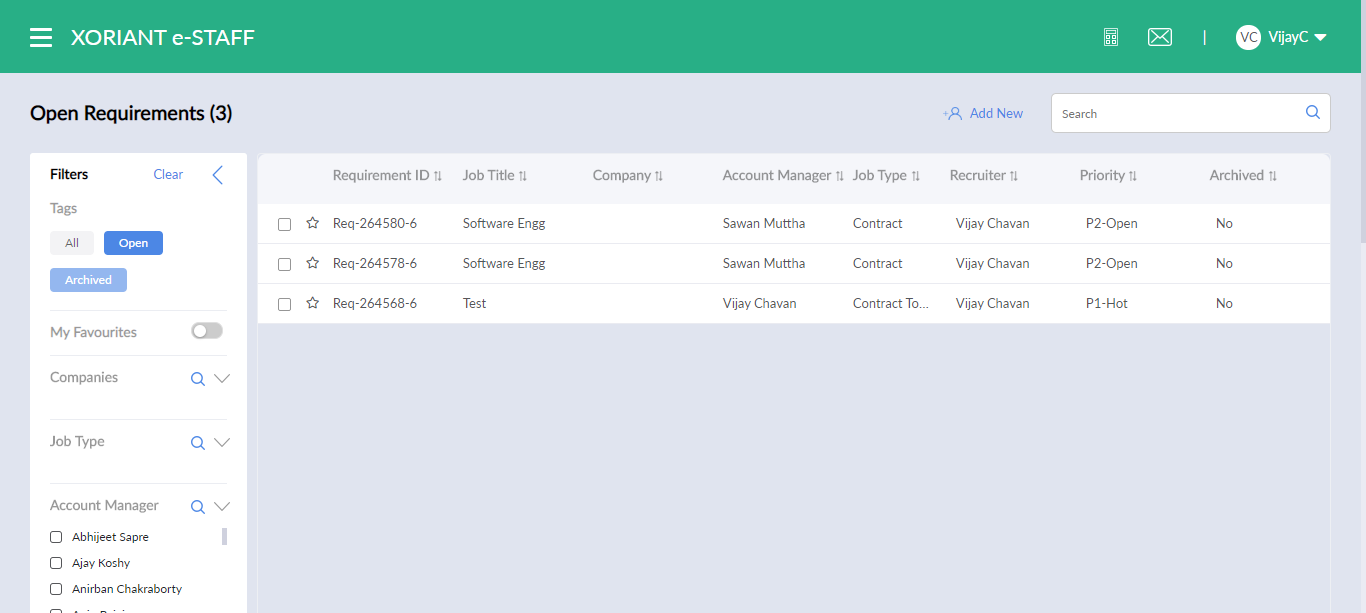 XORIANT e-STAFF
VC VijayC
Open Requirements (3)
Add New
Search
Filters Clear
Tags
All Open
Archived
My Favourites
Companies
Job Type
Account Manager
Abhijeet Sapre
Ajay Koshy
Anirban Chakraborty
Requirement ID Job Title Company Account Manager Job Type Recruiter Priority Archived
Req-264580-6 Software Engg Sawan Muttha Contract Vijay Chavan P2-Open No
Req-264578-6 Software Engg Sawan Muttha Contract Vijay Chavan P2-Open No
Req-264568-6 Test Vijay Chavan Contract To... Vijay Chavan P1-Hot No